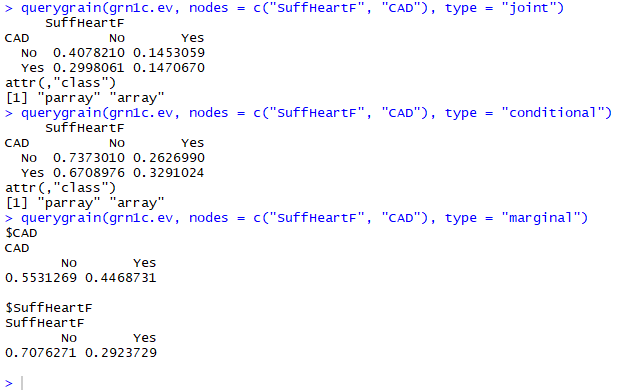 > querygrain(grn1c.ev, nodes = c("SuffHeartF", "CAD"), type = "joint")
     SuffHeartF
CAD          No       Yes
  No  0.4078210 0.1453059
  Yes 0.2998061 0.1470670
attr(,"class")
[1] "parray" "array"
> querygrain(grn1c.ev, nodes = c("SuffHeartF", "CAD"), type = "conditional")
     SuffHeartF
CAD          No       Yes
  No  0.7373010 0.2626990
  Yes 0.6708976 0.3291024
attr(,"class")
[1] "parray" "array"
> querygrain(grn1c.ev, nodes = c("SuffHeartF", "CAD"), type = "marginal")
$CAD
CAD
       No       Yes
0.5531269 0.4468731

$SuffHeartF
SuffHeartF
       No       Yes
0.7076271 0.2923729

>